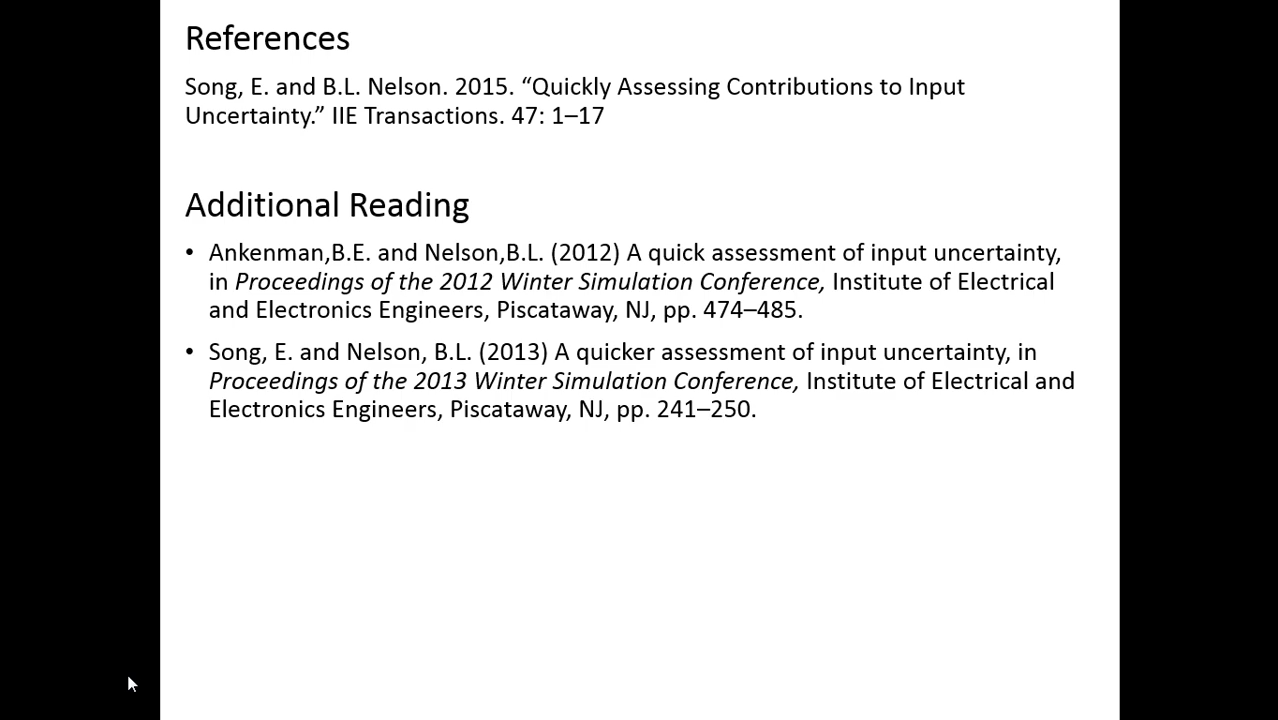 References
Song, E. and B.L. Nelson. 2015. “Quickly Assessing Contributions to Input
Uncertainty.” IIE Transactions. 47: 1–17
Additional Reading
• Ankenman,B.E. and Nelson,B.L. (2012) A quick assessment of input uncertainty,
in Proceedings of the 2012 Winter Simulation Conference, Institute of Electrical
and Electronics Engineers, Piscataway, NJ, pp. 474–485.
• Song, E. and Nelson, B.L. (2013) A quicker assessment of input uncertainty, in
Proceedings of the 2013 Winter Simulation Conference, Institute of Electrical and
Electronics Engineers, Piscataway, NJ, pp. 241–250.